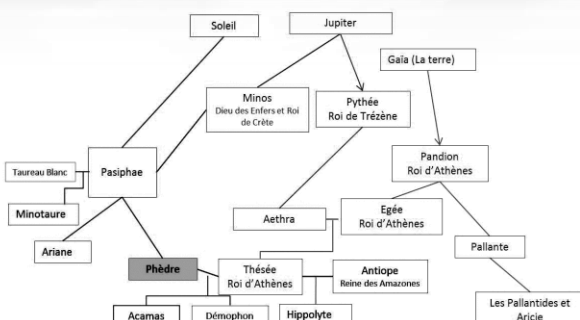 Soleil
Jupiter
Gaïa (La terre)
Minos
Dieu des Enfers et Roi
de Crète
Pythée
Roi de Trézène
Pandion
Roi d'Athènes
Taureau Blanc
Pasiphae
Minotaure
Ariane
Aethra
Egée
Roi d'Athènes
Pallante
Phèdre
Thésée
Roi d'Athènes
Antiope
Reine des Amazones
Les Pallantides et
Aricie
Acamas
Démophon
Hippolyte